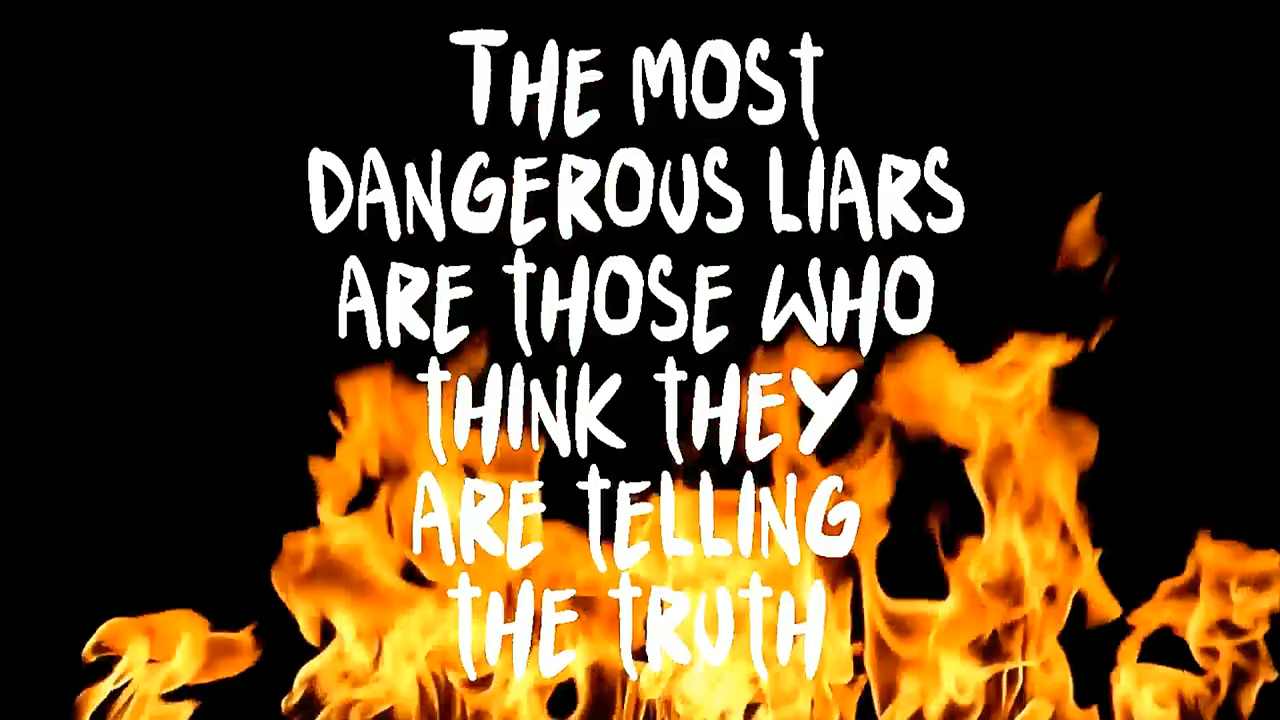 THE MOST
DANGEROUS LIARS
ARE THOSE WHO
THINK THEY
ARE TELLING
THE TRUTH